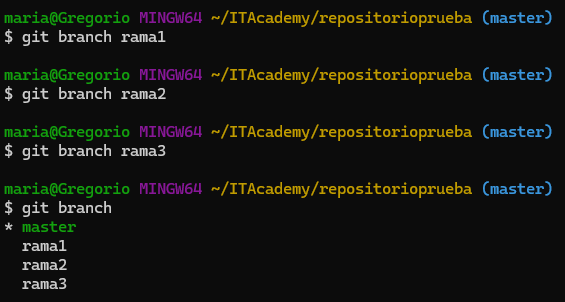 maria@Gregorio MINGW64 ~/ITAcademy/repositorioprueba (master)
$ git branch rama1
maria@Gregorio MINGW64 ~/ITAcademy/repositorioprueba (master)
$ git branch rama2
maria@Gregorio MINGW64 ~/ITAcademy/repositorioprueba (master)
$ git branch rama3
maria@Gregorio MINGW64 ~/ITAcademy/repositorioprueba (master)
$ git branch
* master
  rama1
  rama2
  rama3